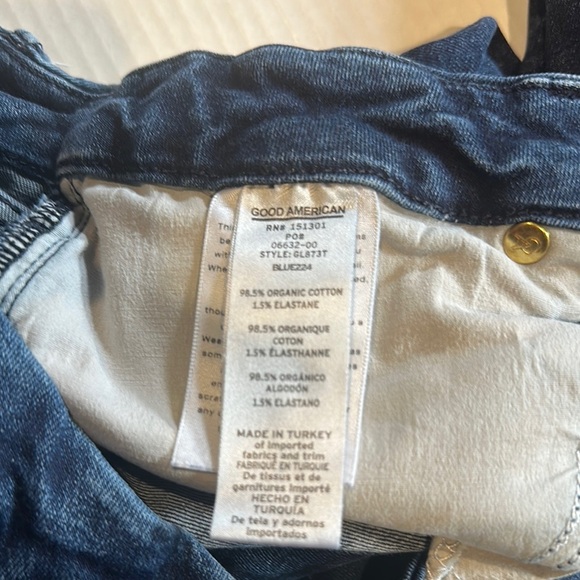 GOOD AMERICAN
RN# 151301
PO#
06632-00
STYLE: GL873T
BLUE224
98.5% ORGANIC COTTON
1.5% ELASTANE
98.5% ORGANIQUE
COTON
1.5% ÉLASTHANNE
98.5% ORGÁNICO
ALGODÓN
1.5% ELASTANO
MADE IN TURKEY
of Imported
fabrics and trim
FABRIQUÉ EN TURQUIE
De tissus et de
garnitures Importé
HECHO EN
TURQUÍA
De tela y adornos
importados